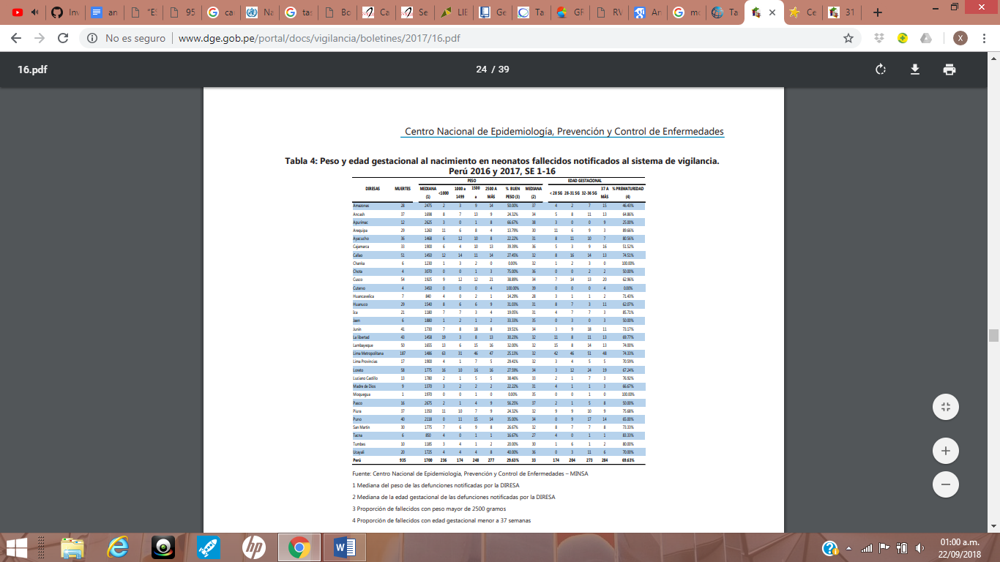 Inv
an
"ES
95
ca
Na
tas
Bo
Ca
Se
LIE
Ge
Ta
GF
RV
An
mo
Ta
Ce
31
No es seguro | www.dge.gob.pe/portal/docs/vigilancia/boletines/2017/16.pdf
X
16.pdf
24 / 39
Centro Nacional de Epidemiología, Prevención y Control de Enfermedades
Tabla 4: Peso y edad gestacional al nacimiento en neonatos fallecidos notificados al sistema de vigilancia.
Perú 2016 y 2017, SE 1-16
PESO EDAD GESTACIONAL
DIRESAS MUERTES MEDIANA (1) <1000 1000 a 1499 1500 a 2500 A MÁS % BUEN PESO (3) MEDIANA (2) < 28 SG 28-31 SG 32-36 SG 37 A MÁS % PREMATURIDAD (4)
Amazonas 28 2475 2 3 9 14 50.00% 37 4 2 7 15 46.43%
Ancash 37 1698 8 7 13 9 24.32% 34 5 8 11 13 64.86%
Apurimac 12 2625 3 0 1 8 66.67% 38 3 0 0 9 25.00%
Arequipa 29 1260 11 6 8 4 13.79% 30 11 6 9 3 89.66%
Ayacucho 36 1468 6 12 10 8 22.22% 31 8 11 10 7 80.56%
Cajamarca 33 1900 6 4 10 13 39.39% 36 5 3 9 16 51.52%
Callao 51 1450 12 14 11 14 27.45% 32 8 16 14 13 74.51%
Chanka 6 1230 1 3 2 0 0.00% 32 1 2 3 0 100.00%
Chota 4 3070 0 0 1 3 75.00% 36 0 0 2 2 50.00%
Cusco 54 1925 9 12 12 21 38.89% 34 7 14 13 20 62.96%
Cutervo 4 3450 0 0 0 4 100.00% 39 0 0 0 4 0.00%
Huancavelica 7 840 4 0 2 1 14.29% 28 3 1 1 2 71.43%
Huanuco 29 1540 8 6 6 9 31.03% 31 8 7 3 11 62.07%
Ica 21 1180 7 7 3 4 19.05% 31 4 7 7 3 85.71%
Jaen 6 1880 1 2 1 2 33.33% 35 0 3 0 3 50.00%
Junin 41 1730 7 8 18 8 19.51% 34 3 9 18 11 73.17%
La libertad 43 1458 19 3 8 13 30.23% 32 11 8 11 13 69.77%
Lambayeque 50 1655 13 6 15 16 32.00% 32 15 8 14 13 74.00%
Lima Metropolitana 187 1486 63 31 46 47 25.13% 32 42 46 51 48 74.33%
Lima Provincias 17 1900 4 1 7 5 29.41% 32 3 4 5 5 70.59%
Loreto 58 1775 16 10 16 16 27.59% 34 3 12 24 19 67.24%
Luciano Castillo 13 1780 2 1 5 5 38.46% 33 2 1 7 3 76.92%
Madre de Dios 9 1370 3 2 2 2 22.22% 31 4 1 1 3 66.67%
Moquegua 1 1970 0 0 1 0 0.00% 35 0 0 1 0 100.00%
Pasco 16 2675 2 1 4 9 56.25% 37 2 1 5 8 50.00%
Piura 37 1350 11 10 7 9 24.32% 32 9 9 10 9 75.68%
Puno 40 2118 0 11 15 14 35.00% 34 0 9 17 14 65.00%
San Martin 30 1775 7 6 9 8 26.67% 32 8 7 7 8 73.33%
Tacna 6 850 4 0 1 1 16.67% 27 4 0 1 1 83.33%
Tumbes 10 1185 3 4 1 2 20.00% 30 1 6 1 2 80.00%
Ucayali 20 1725 4 4 4 8 40.00% 36 0 3 11 6 70.00%
Perú 935 1700 236 174 248 277 29.63% 33 174 204 273 284 69.63%
Fuente: Centro Nacional de Epidemiología, Prevención y Control de Enfermedades – MINSA
1 Mediana del peso de las defunciones notificadas por la DIRESA
2 Mediana de la edad gestacional de las defunciones notificadas por la DIRESA
3 Proporción de fallecidos con peso mayor de 2500 gramos
4 Proporción de fallecidos con edad gestacional menor a 37 semanas
01:00 a.m.
22/09/2018